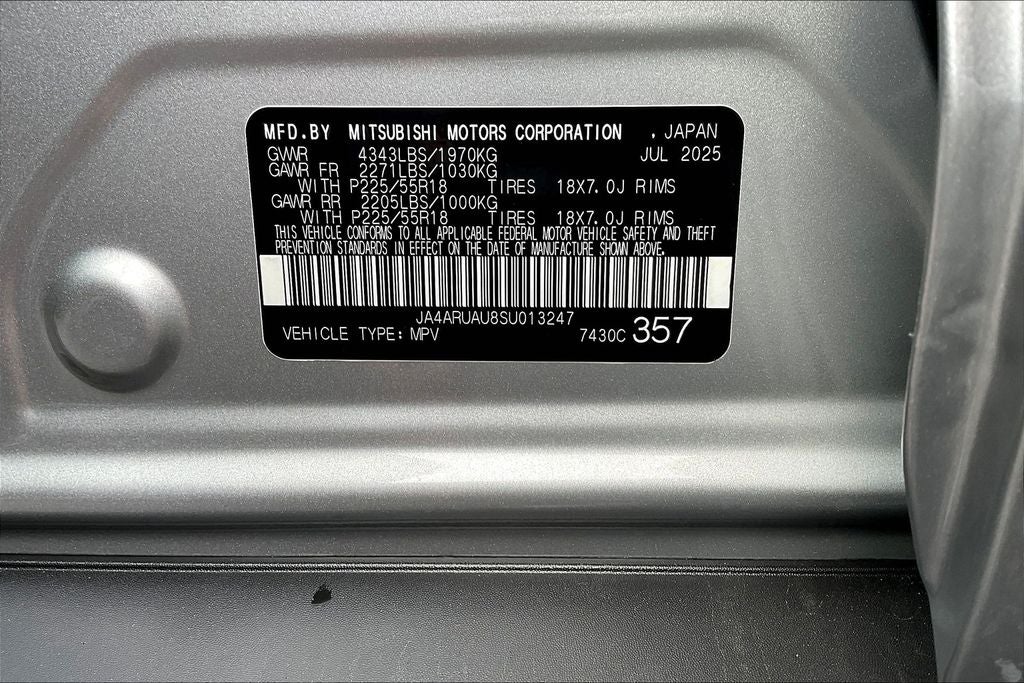 MFD.BY MITSUBISHI MOTORS CORPORATION . JAPAN
GVWR 4343LBS/1970KG JUL 2025
GAWR FR 2271LBS/1030KG
WITH P225/55R18 TIRES 18X7.0J RIMS
GAWR RR 2205LBS/1000KG
WITH P225/55R18 TIRES 18X7.0J RIMS
THIS VEHICLE CONFORMS TO ALL APPLICABLE FEDERAL MOTOR VEHICLE SAFETY AND THEFT
PREVENTION STANDARDS IN EFFECT ON THE DATE OF MANUFACTURE SHOWN ABOVE.
JA4ARUAU8SU013247
VEHICLE TYPE: MPV 7430C 357